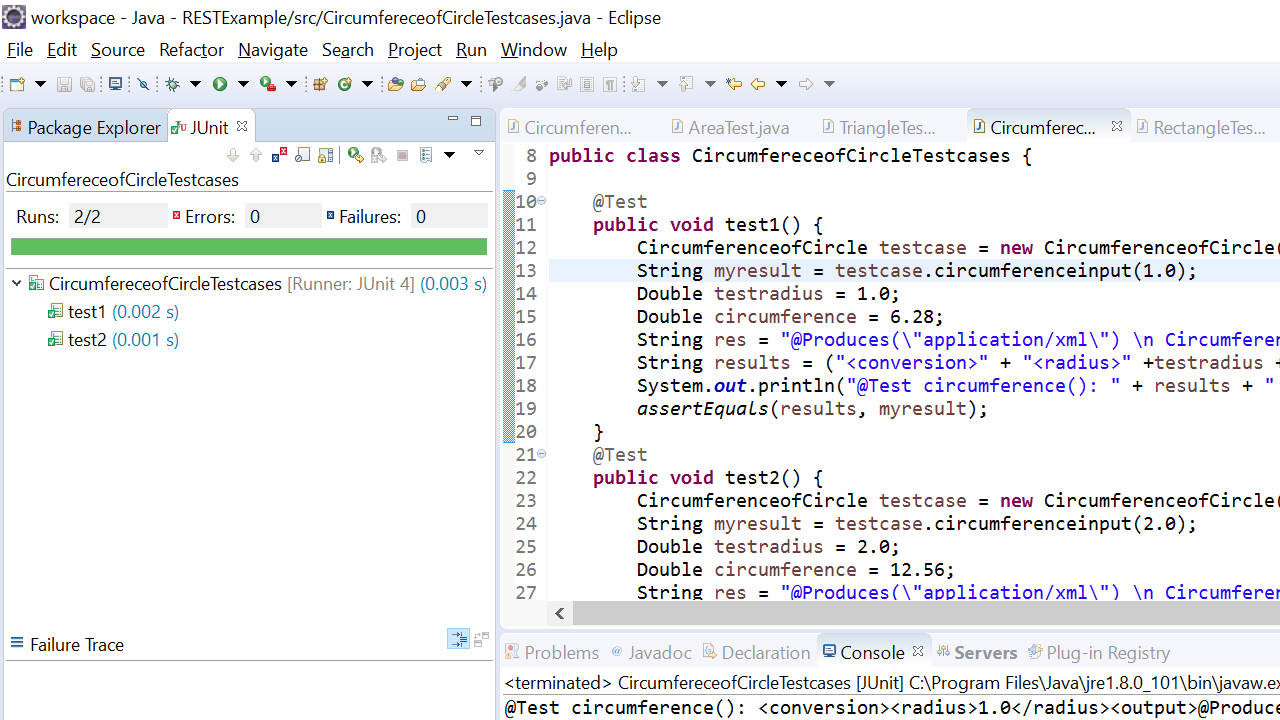 workspace - Java - RESTExample/src/CircumfereceofCircleTestcases.java - Eclipse
File Edit Source Refactor Navigate Search Project Run Window Help
Package Explorer JUnit
CircumfereceofCircleTestcases
Runs: 2/2 Errors: 0 Failures: 0
CircumfereceofCircleTestcases [Runner: JUnit 4] (0.003 s)
test1 (0.002 s)
test2 (0.001 s)
Failure Trace
Circumferen... AreaTest.java TriangleTes... Circumferec... RectangleTes...
8 public class CircumfereceofCircleTestcases {
9
10 @Test
11 public void test1() {
12 CircumferenceofCircle testcase = new CircumferenceofCircle(
13 String myresult = testcase.circumferenceinput(1.0);
14 Double testradius = 1.0;
15 Double circumference = 6.28;
16 String res = "@Produces(\"application/xml\") \n Circumferen
17 String results = ("<conversion>" + "<radius>" +testradius +
18 System.out.println("@Test circumference(): " + results + "
19 assertEquals(results, myresult);
20 }
21 @Test
22 public void test2() {
23 CircumferenceofCircle testcase = new CircumferenceofCircle(
24 String myresult = testcase.circumferenceinput(2.0);
25 Double testradius = 2.0;
26 Double circumference = 12.56;
27 String res = "@Produces(\"application/xml\") \n Circumferen
Problems @ Javadoc Declaration Console Servers Plug-in Registry
<terminated> CircumfereceofCircleTestcases [JUnit] C:\Program Files\Java\jre1.8.0_101\bin\javaw.ex
@Test circumference(): <conversion><radius>1.0</radius><output>@Produce